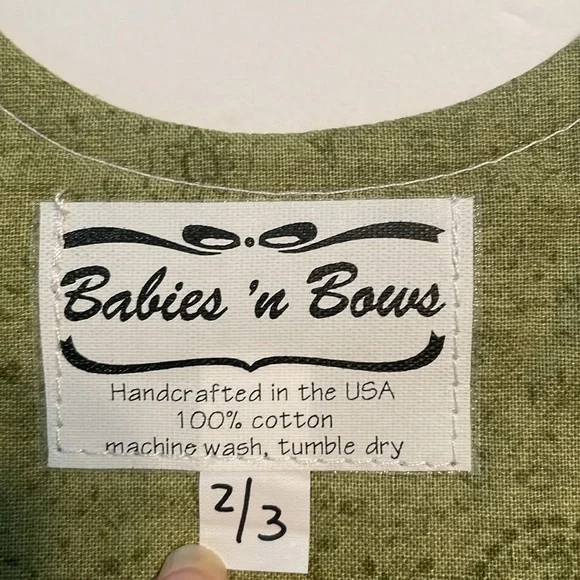 Babies 'n Bows
Handcrafted in the USA
100% cotton
machine wash, tumble dry
2/3